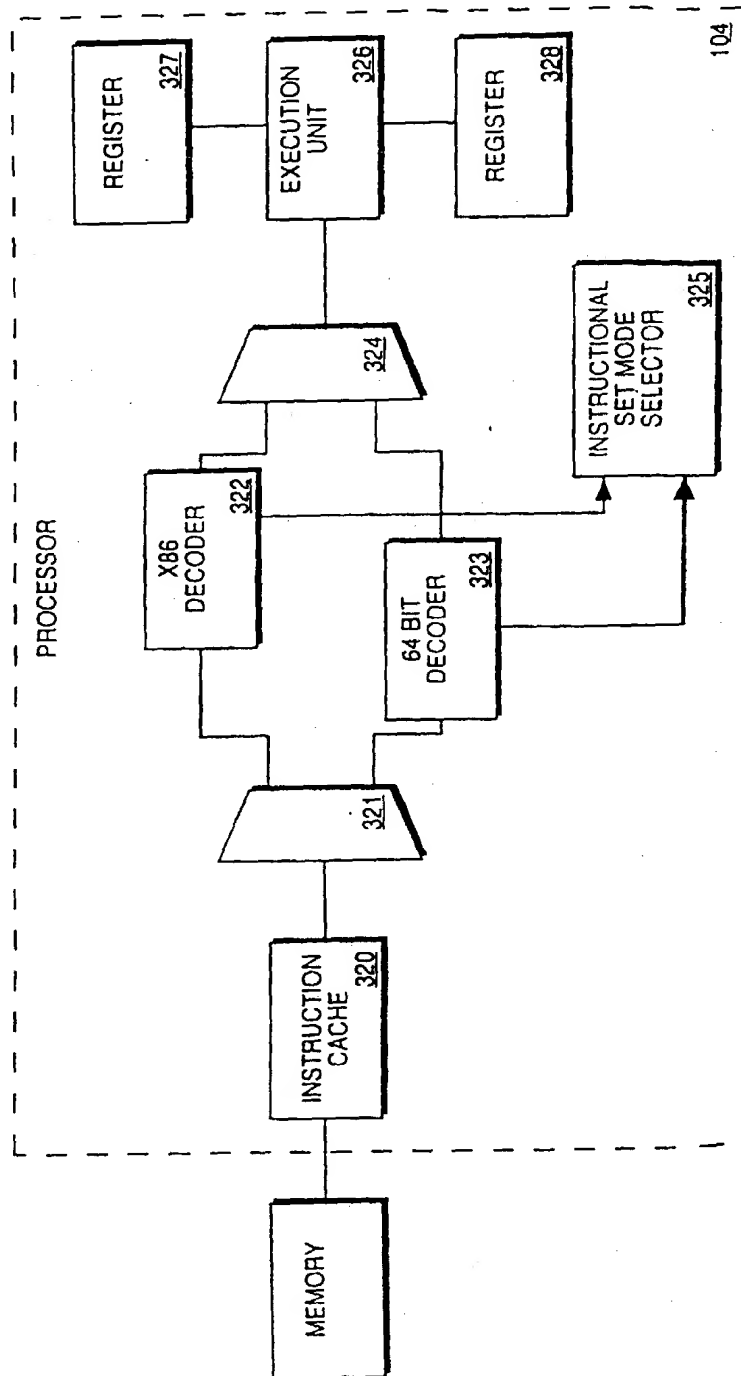 PROCESSOR
104
MEMORY
INSTRUCTION
CACHE
320
321
X86
DECODER
322
64 BIT
DECODER
323
324
INSTRUCTIONAL
SET MODE
SELECTOR
325
REGISTER
327
EXECUTION
UNIT
326
REGISTER
328